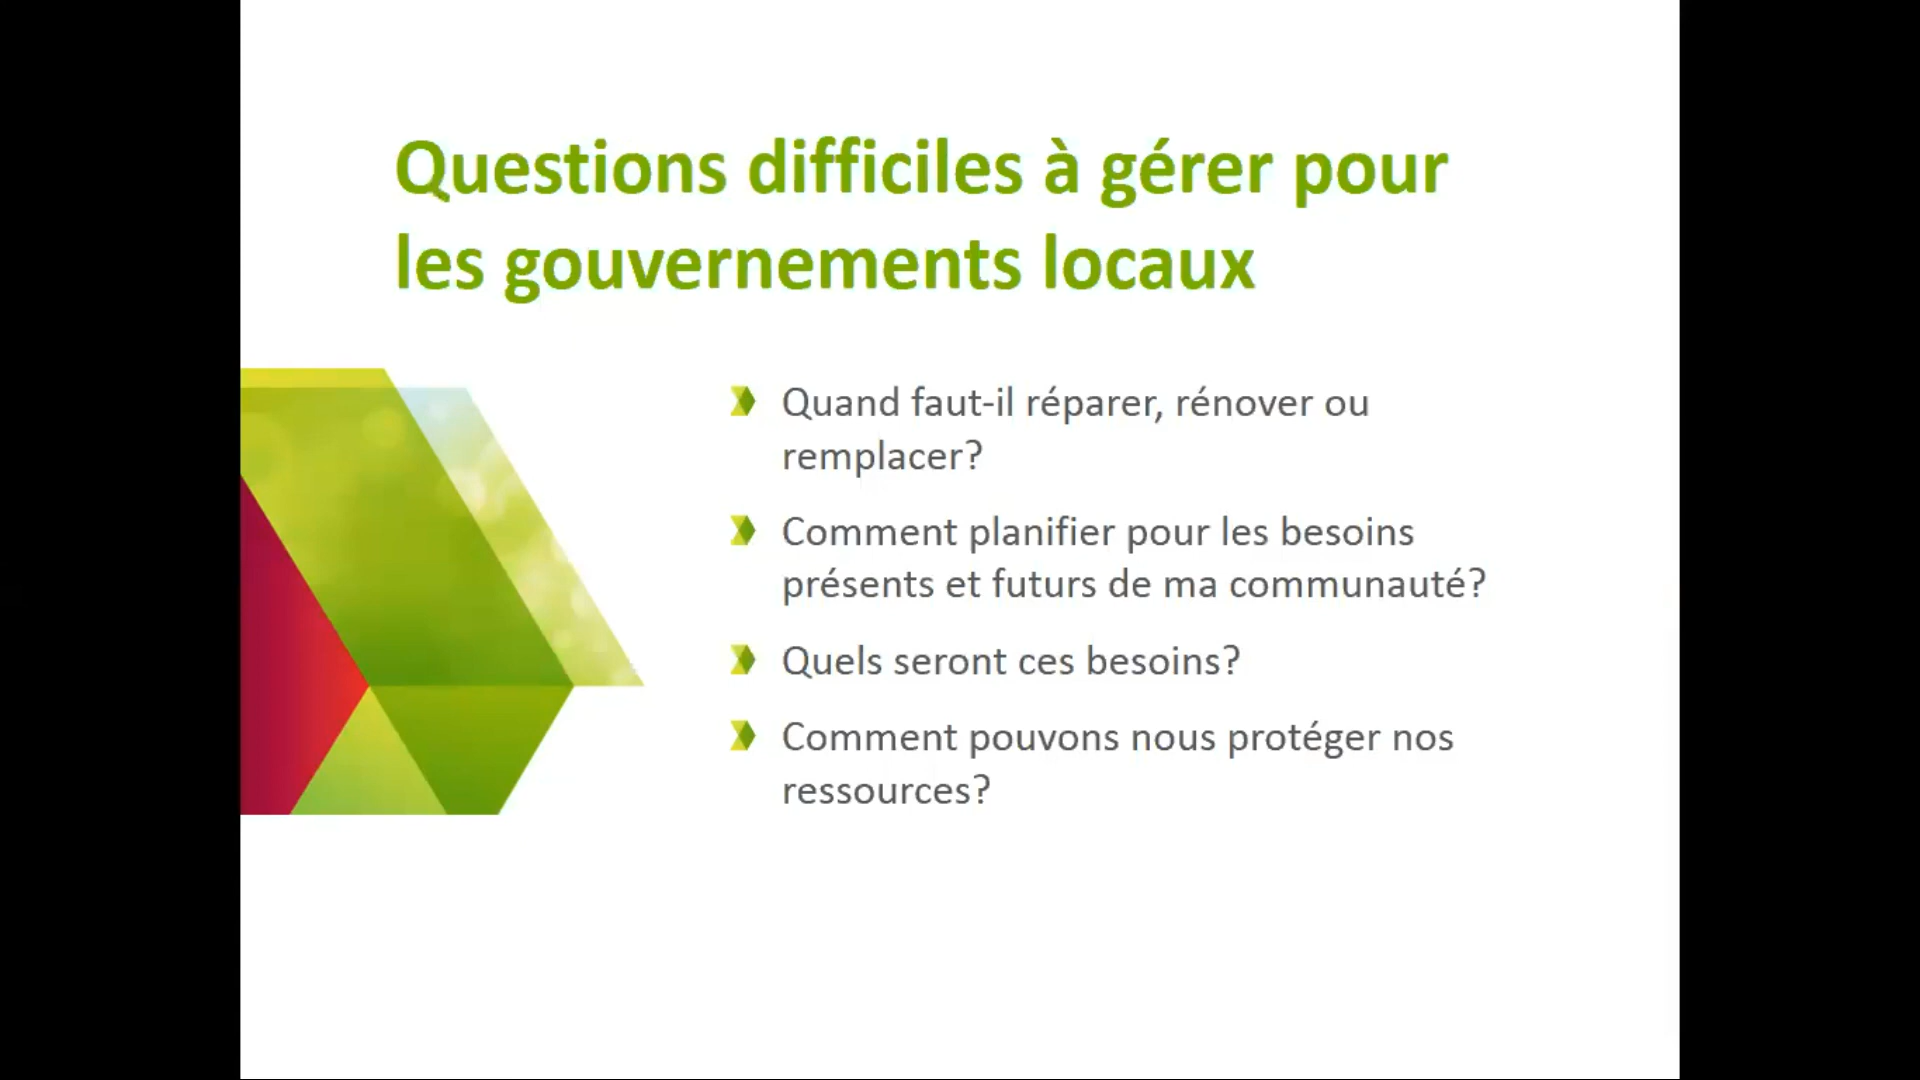 Questions difficiles à gérer pour
les gouvernements locaux
Quand faut-il réparer, rénover ou
remplacer?
Comment planifier pour les besoins
présents et futurs de ma communauté?
Quels seront ces besoins?
Comment pouvons nous protéger nos
ressources?